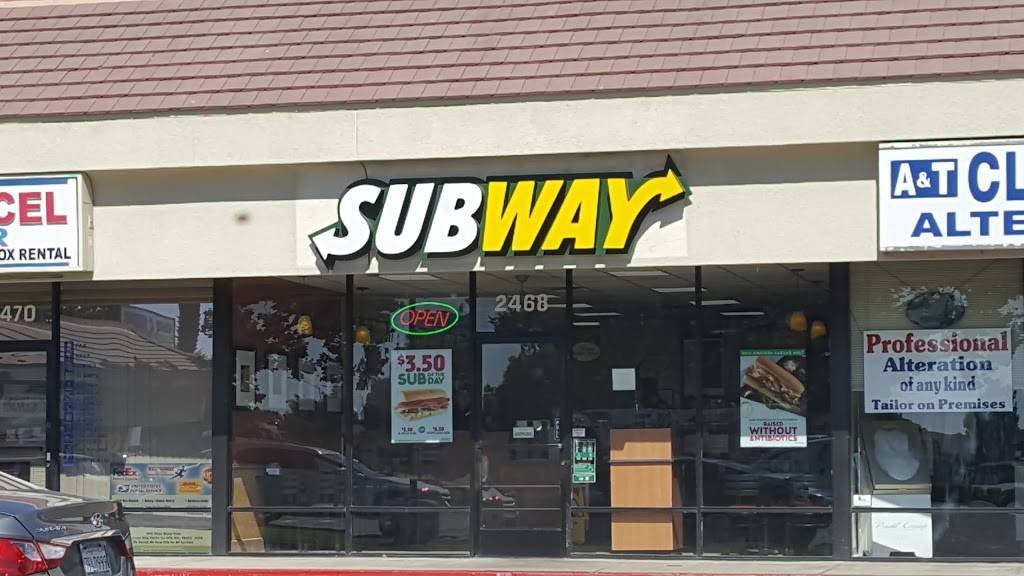 CEL
R
OX RENTAL
SUBWAY
A&T CL
ALTE
470
2468
OPEN
$3.50
SUB OF THE DAY
RAISED
WITHOUT
ANTIBIOTICS
Professional
Alteration
of any kind
Tailor on Premises
FedEx